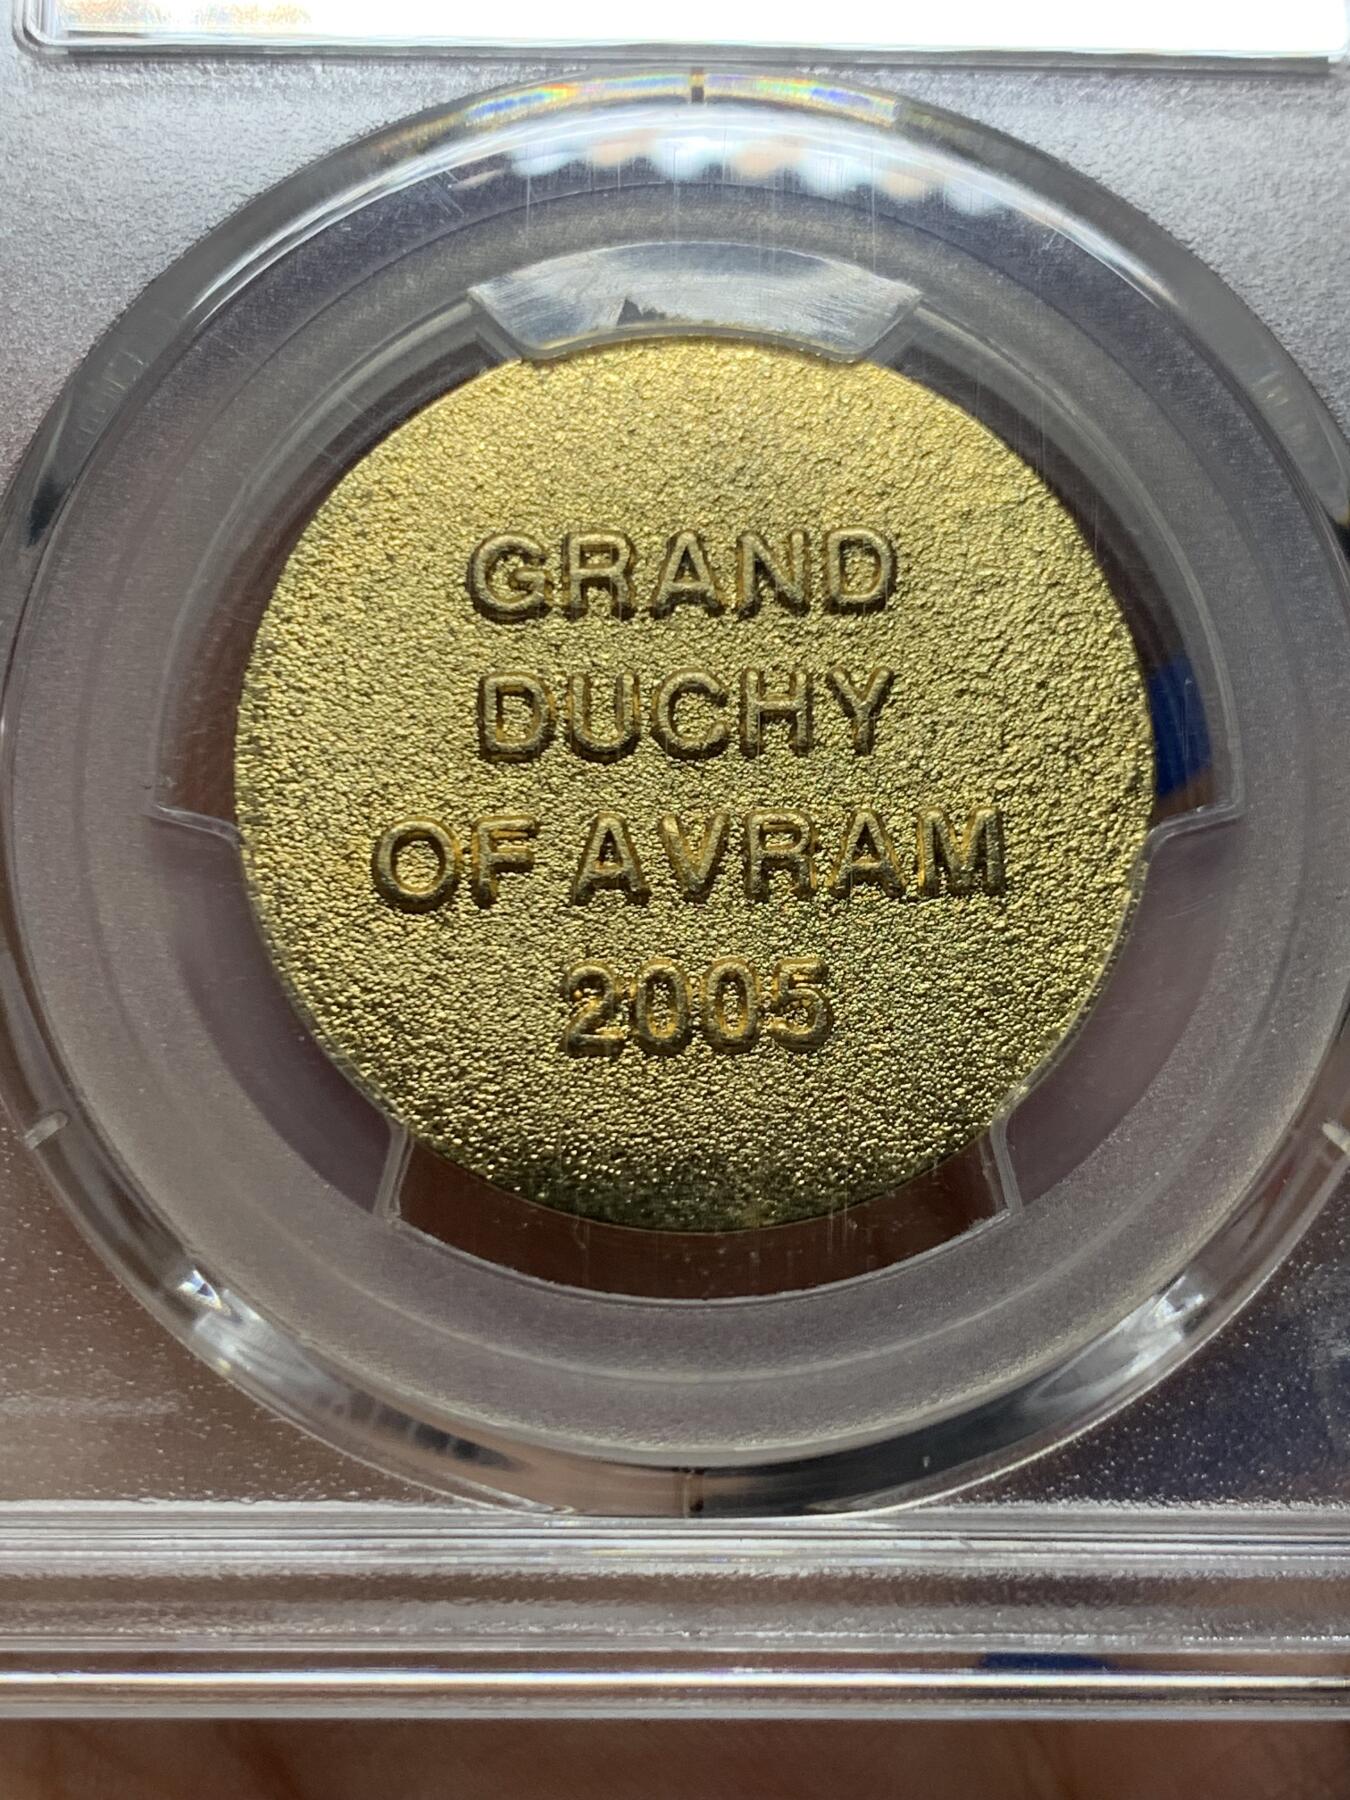 GRAND
DUCHY
OF AVRAM
2005